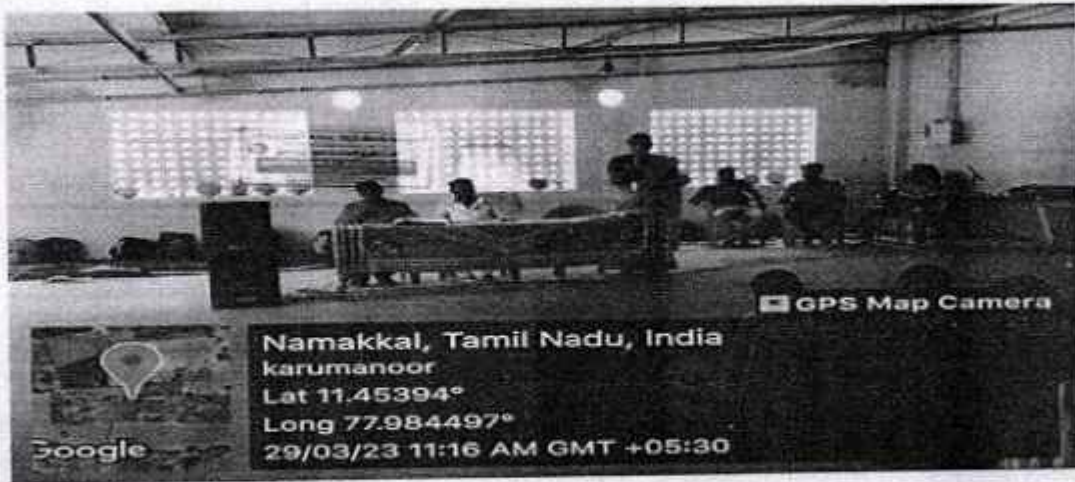 GPS Map Camera
Namakkal, Tamil Nadu, India
karumanoor
Lat 11.45394°
Long 77.984497°
29/03/23 11:16 AM GMT +05:30
Google